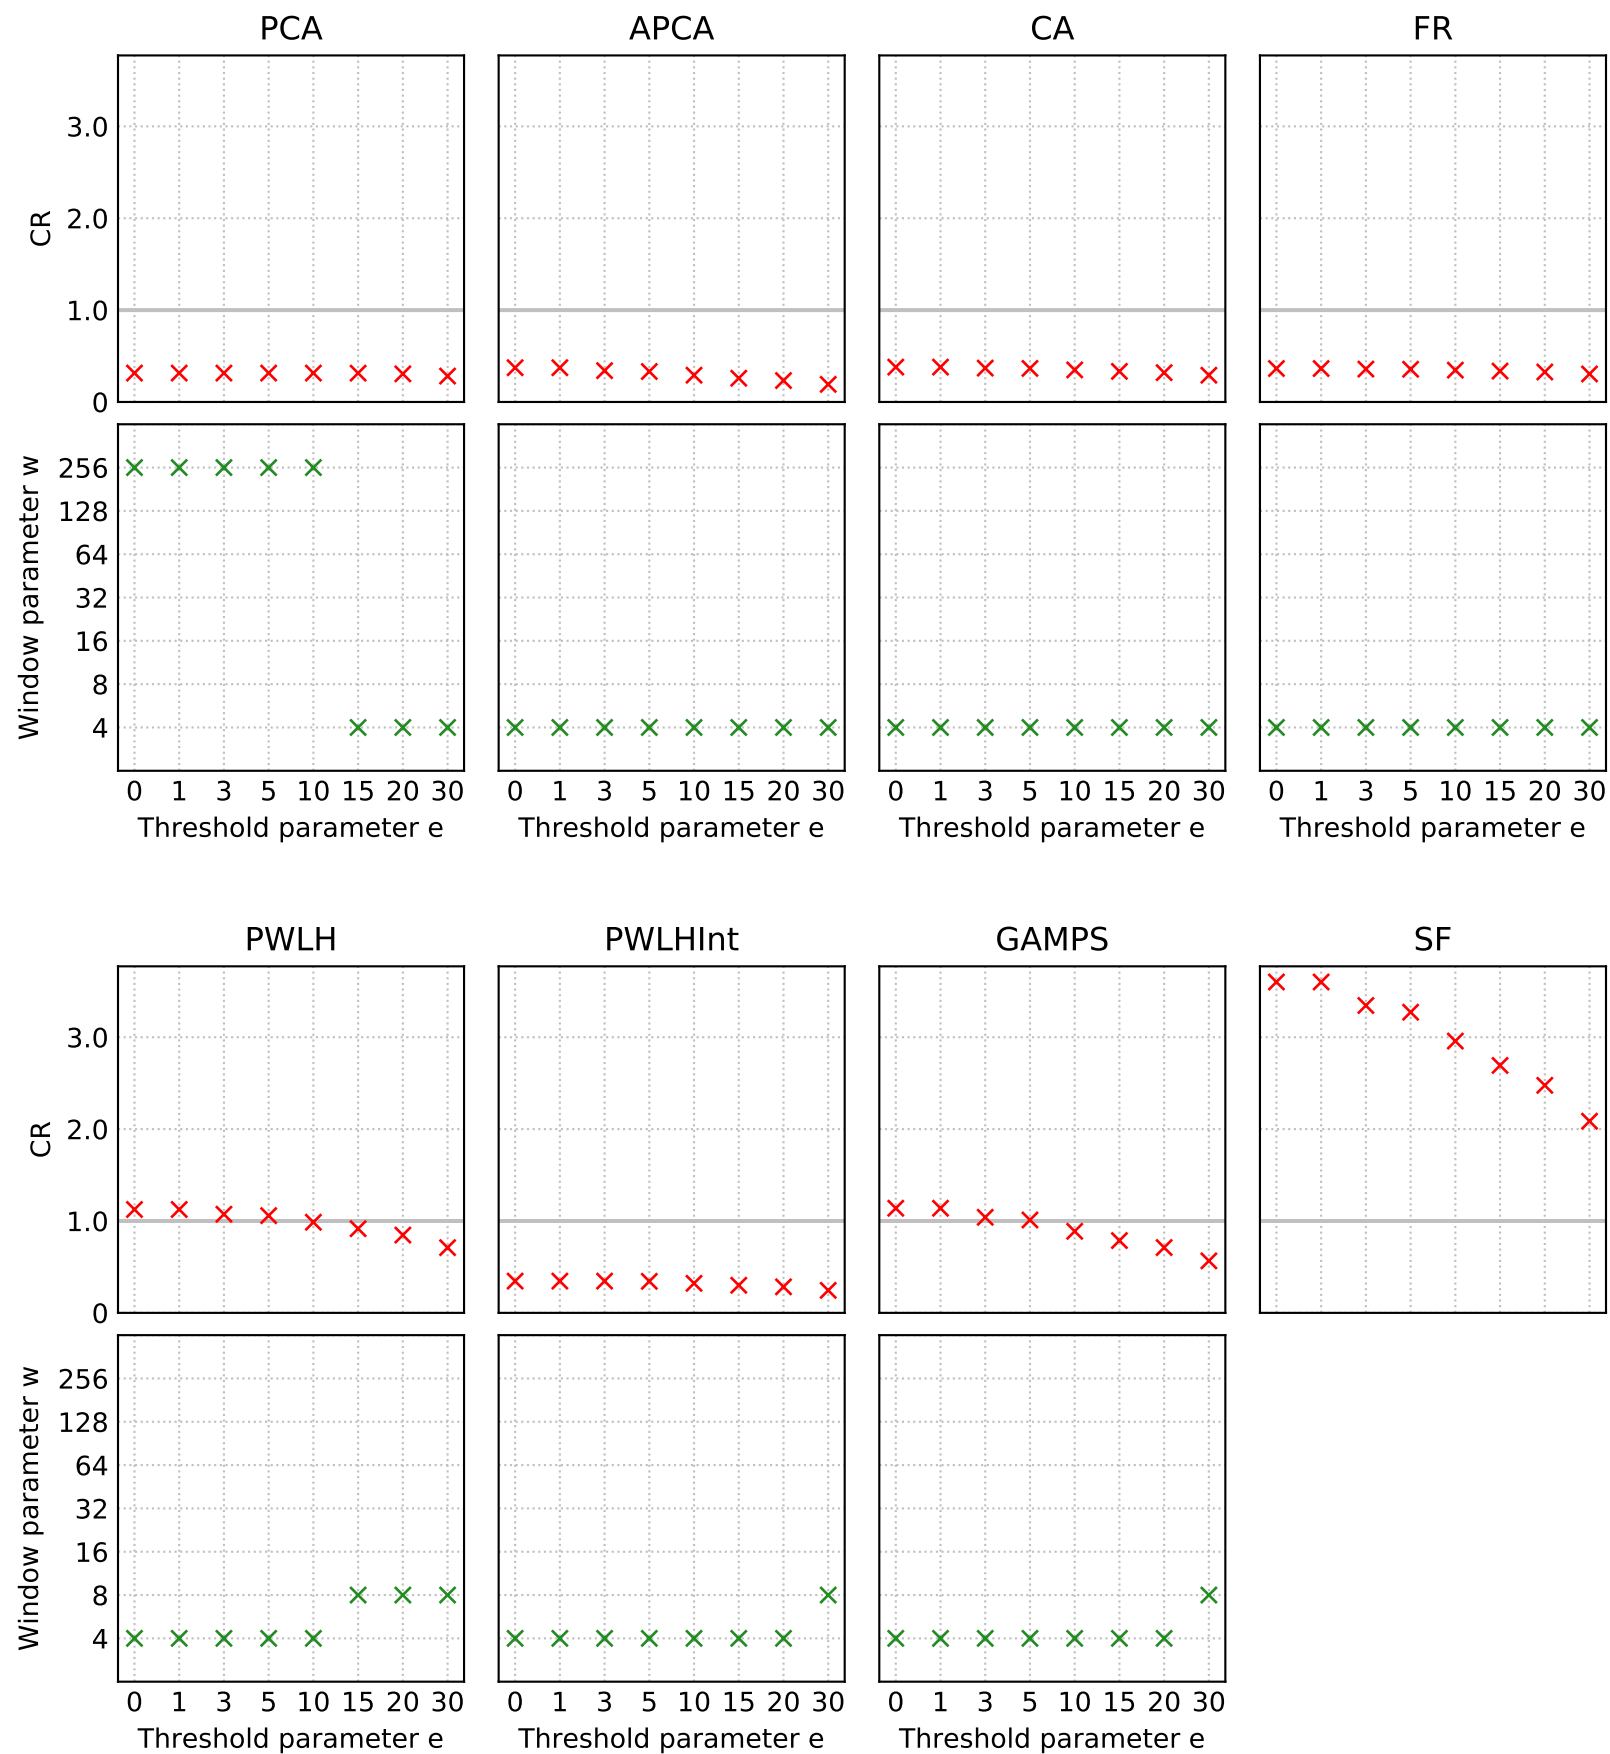 PCA APCA CA FR
CR
3.0
2.0
1.0
0
Window parameter w
256
128
64
32
16
8
4
0 1 3 5 10 15 20 30 0 1 3 5 10 15 20 30 0 1 3 5 10 15 20 30 0 1 3 5 10 15 20 30
Threshold parameter e Threshold parameter e Threshold parameter e Threshold parameter e
PWLH PWLHInt GAMPS SF
CR
3.0
2.0
1.0
0
Window parameter w
256
128
64
32
16
8
4
0 1 3 5 10 15 20 30 0 1 3 5 10 15 20 30 0 1 3 5 10 15 20 30
Threshold parameter e Threshold parameter e Threshold parameter e